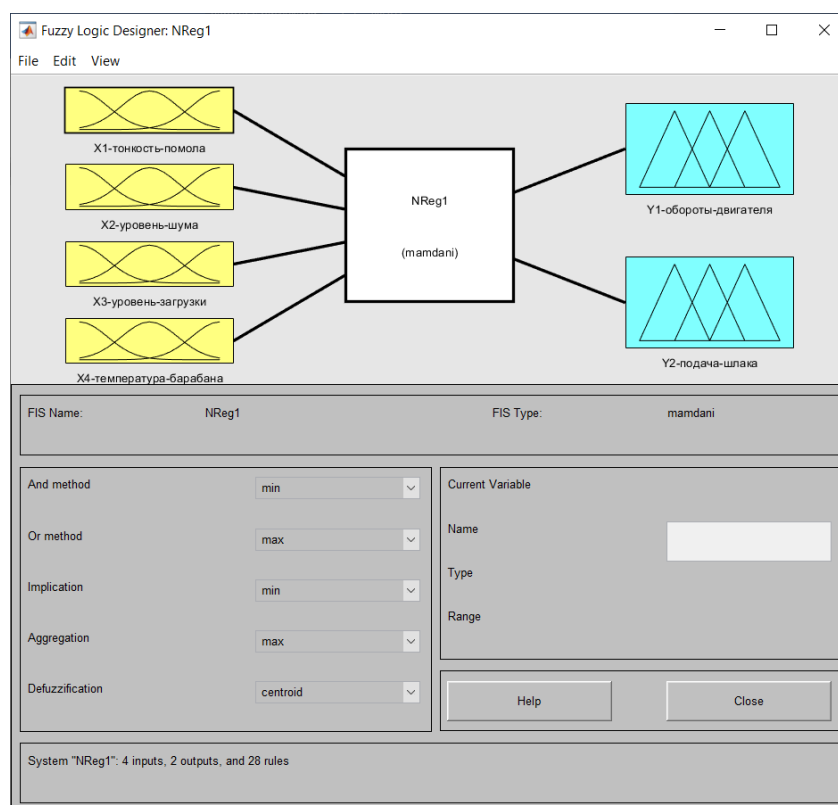 Fuzzy Logic Designer: NReg1
File Edit View
X1-тонкость-помола
X2-уровень-шума
X3-уровень-загрузки
X4-температура-барабана
NReg1
(mamdani)
Y1-обороты-двигателя
Y2-подача-шлака
FIS Name: NReg1 FIS Type: mamdani
And method min
Or method max
Implication min
Aggregation max
Defuzzification centroid
Current Variable
Name
Type
Range
Help Close
System "NReg1": 4 inputs, 2 outputs, and 28 rules